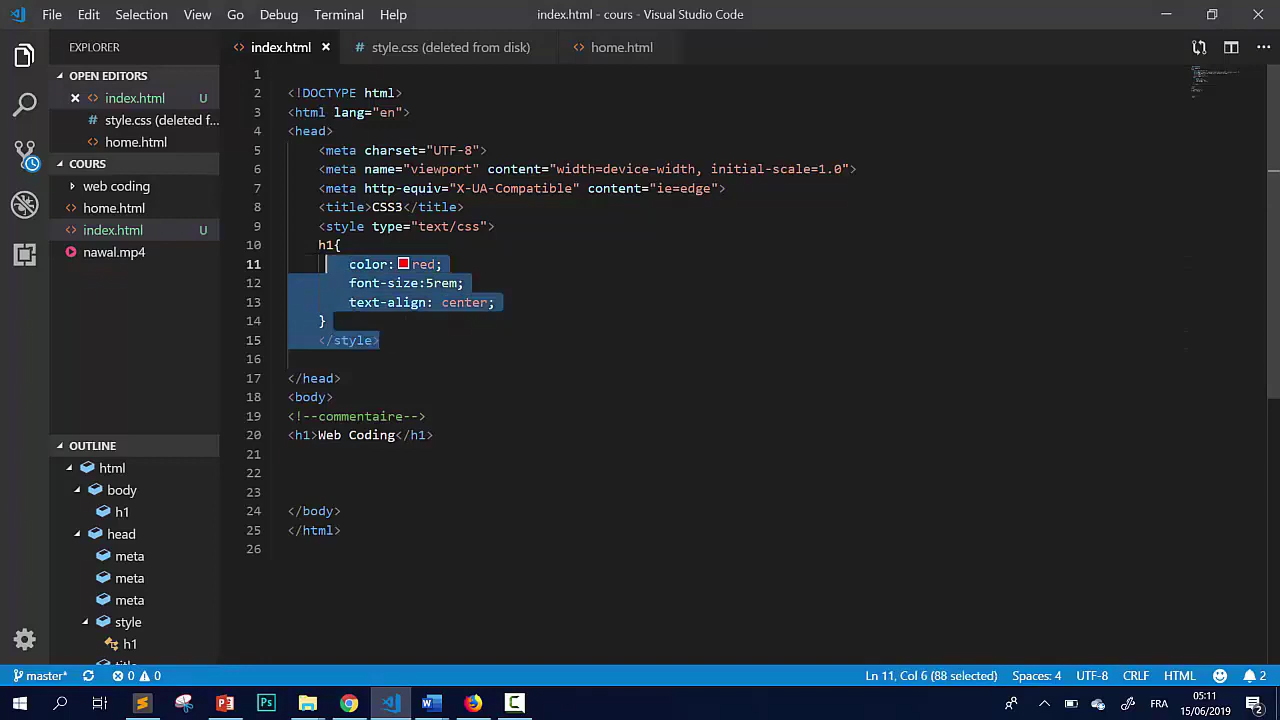 File Edit Selection View Go Debug Terminal Help index.html - cours - Visual Studio Code
EXPLORER
index.html style.css (deleted from disk) home.html
OPEN EDITORS
index.html U
style.css (deleted f...
home.html
COURS
web coding
home.html
index.html U
nawal.mp4
OUTLINE
html
body
h1
head
meta
meta
meta
style
h1
1
2 <!DOCTYPE html>
3 <html lang="en">
4 <head>
5 <meta charset="UTF-8">
6 <meta name="viewport" content="width=device-width, initial-scale=1.0">
7 <meta http-equiv="X-UA-Compatible" content="ie=edge">
8 <title>CSS3</title>
9 <style type="text/css">
10 h1{
11 color: red;
12 font-size:5rem;
13 text-align: center;
14 }
15 </style>
16
17 </head>
18 <body>
19 <!--commentaire-->
20 <h1>Web Coding</h1>
21
22
23
24 </body>
25 </html>
26
master* 0 0 Ln 11, Col 6 (88 selected) Spaces: 4 UTF-8 CRLF HTML 2
FRA 05:11
15/06/2019 2